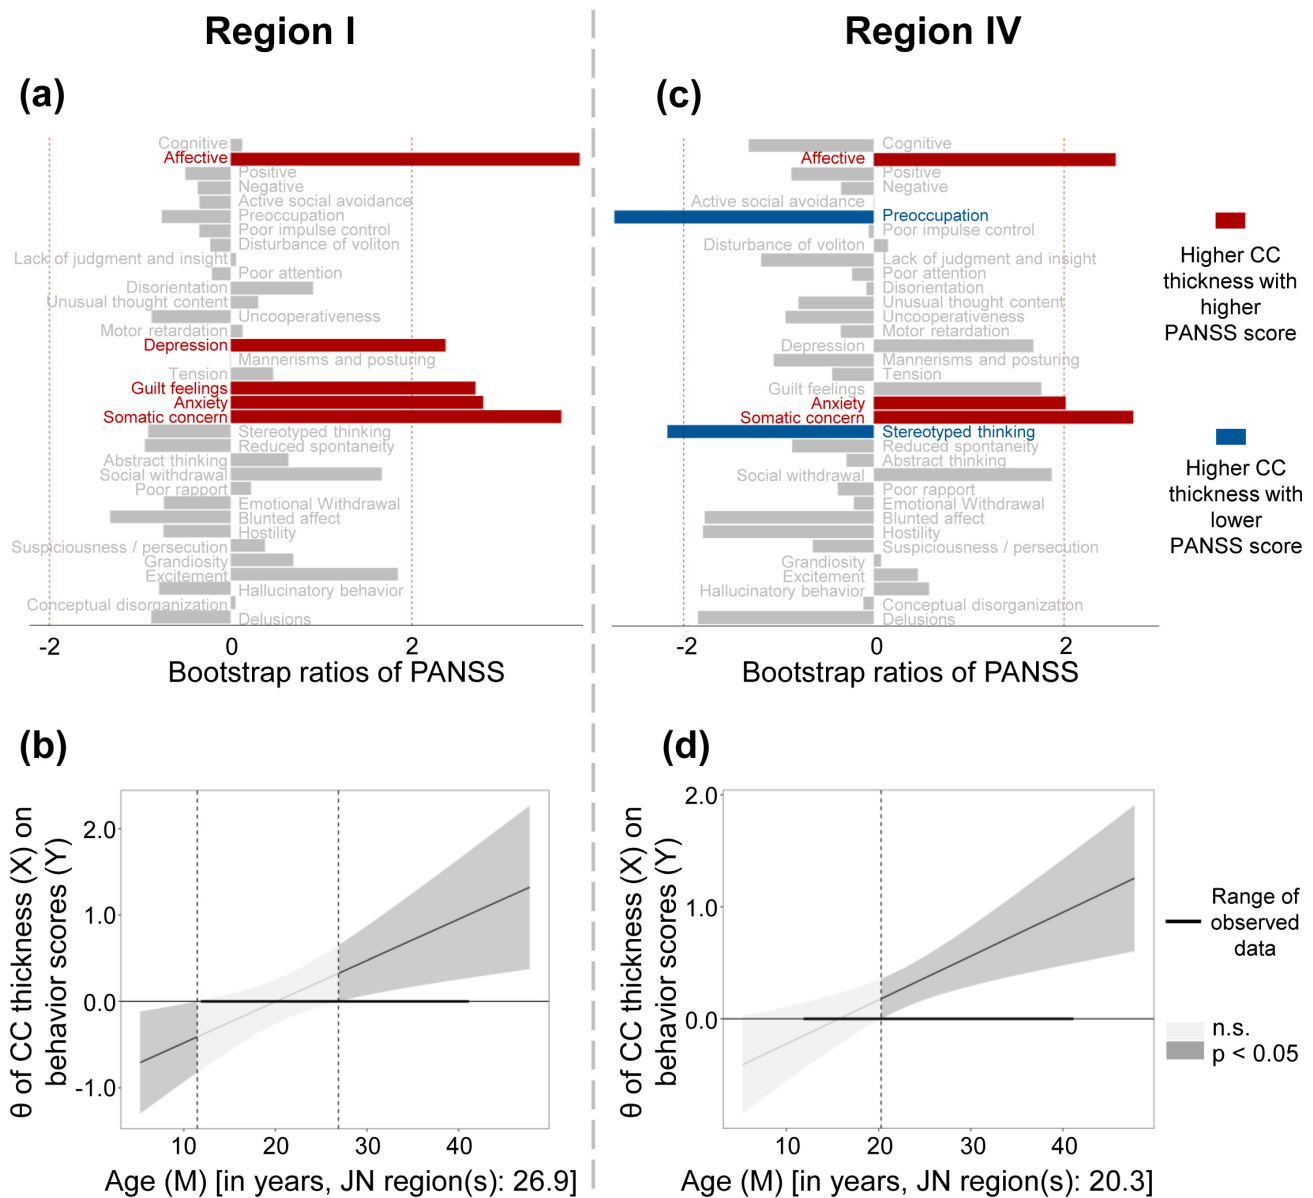 Region I
Region IV
(a)
Cognitive
Affective
Positive
Negative
Active social avoidance
Preoccupation
Poor impulse control
Disturbance of voliton
Lack of judgment and insight
Poor attention
Disorientation
Unusual thought content
Uncooperativeness
Motor retardation
Depression
Mannerisms and posturing
Tension
Guilt feelings
Anxiety
Somatic concern
Stereotyped thinking
Reduced spontaneity
Abstract thinking
Social withdrawal
Poor rapport
Emotional Withdrawal
Blunted affect
Hostility
Suspiciousness / persecution
Grandiosity
Excitement
Hallucinatory behavior
Conceptual disorganization
Delusions
-2 0 2
Bootstrap ratios of PANSS
(c)
Cognitive
Affective
Positive
Negative
Active social avoidance
Preoccupation
Poor impulse control
Disturbance of voliton
Lack of judgment and insight
Poor attention
Disorientation
Unusual thought content
Uncooperativeness
Motor retardation
Depression
Mannerisms and posturing
Tension
Guilt feelings
Anxiety
Somatic concern
Stereotyped thinking
Reduced spontaneity
Abstract thinking
Social withdrawal
Poor rapport
Emotional Withdrawal
Blunted affect
Hostility
Suspiciousness / persecution
Grandiosity
Excitement
Hallucinatory behavior
Conceptual disorganization
Delusions
-2 0 2
Bootstrap ratios of PANSS
Higher CC
thickness with
higher
PANSS score
Higher CC
thickness with
lower
PANSS score
(b)
θ of CC thickness (X) on
behavior scores (Y)
2.0
1.0
0.0
-1.0
10 20 30 40
Age (M) [in years, JN region(s): 26.9]
(d)
θ of CC thickness (X) on
behavior scores (Y)
2.0
1.0
0.0
10 20 30 40
Age (M) [in years, JN region(s): 20.3]
Range of
observed
data
n.s.
p < 0.05